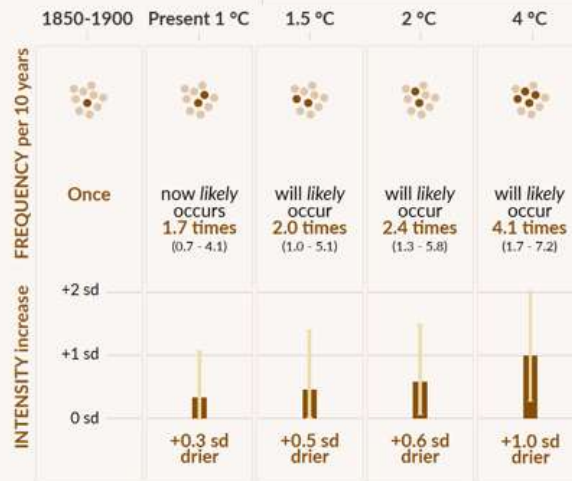 1850-1900 Present 1 °C 1.5 °C 2 °C 4 °C
FREQUENCY per 10 years
Once
now likely
occurs
1.7 times
(0.7 - 4.1)
will likely
occur
2.0 times
(1.0 - 5.1)
will likely
occur
2.4 times
(1.3 - 5.8)
will likely
occur
4.1 times
(1.7 - 7.2)
INTENSITY increase
+2 sd
+1 sd
0 sd
+0.3 sd
drier
+0.5 sd
drier
+0.6 sd
drier
+1.0 sd
drier